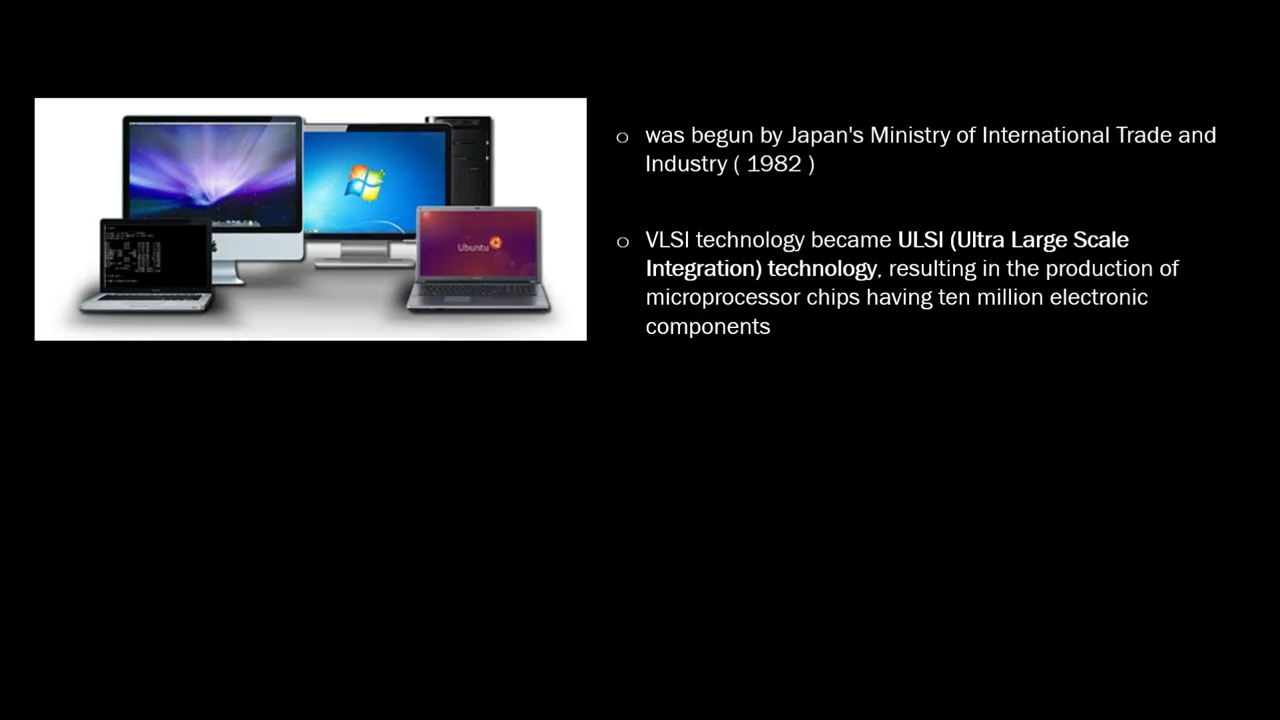 was begun by Japan's Ministry of International Trade and
Industry ( 1982 )
VLSI technology became ULSI (Ultra Large Scale
Integration) technology, resulting in the production of
microprocessor chips having ten million electronic
components
Ubuntu